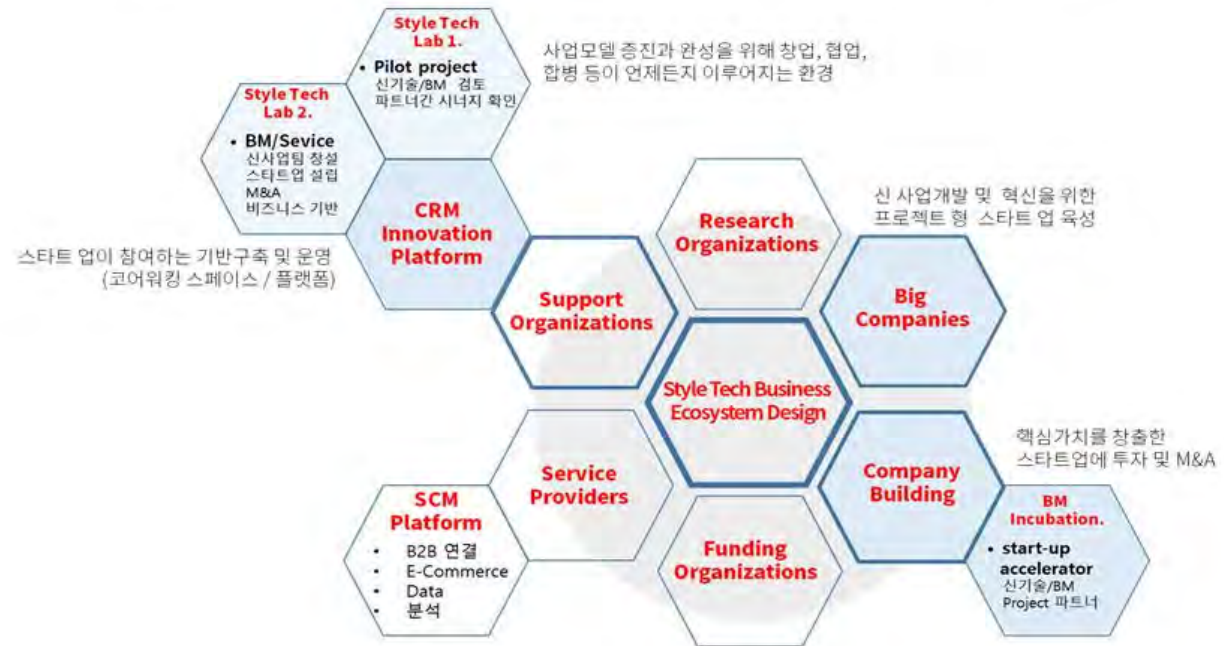 Style Tech
Lab 1.
• Pilot project
신기술/BM 검토
파트너간 시너지 확인
사업모델 증진과 완성을 위해 창업, 협업,
합병 등이 언제든지 이루어지는 환경
Style Tech
Lab 2.
• BM/Sevice
신사업팀 창설
스타트업 설립
M&A
비즈니스 기반
CRM
Innovation
Platform
스타트 업이 참여하는 기반구축 및 운영
(코어워킹 스페이스 / 플랫폼)
Research
Organizations
신 사업개발 및 혁신을 위한
프로젝트 형 스타트 업 육성
Support
Organizations
Big
Companies
Style Tech Business
Ecosystem Design
핵심가치를 창출한
스타트업에 투자 및 M&A
Service
Providers
Company
Building
SCM
Platform
• B2B 연결
• E-Commerce
• Data
• 분석
Funding
Organizations
BM
Incubation.
• start-up
accelerator
신기술/BM
Project 파트너